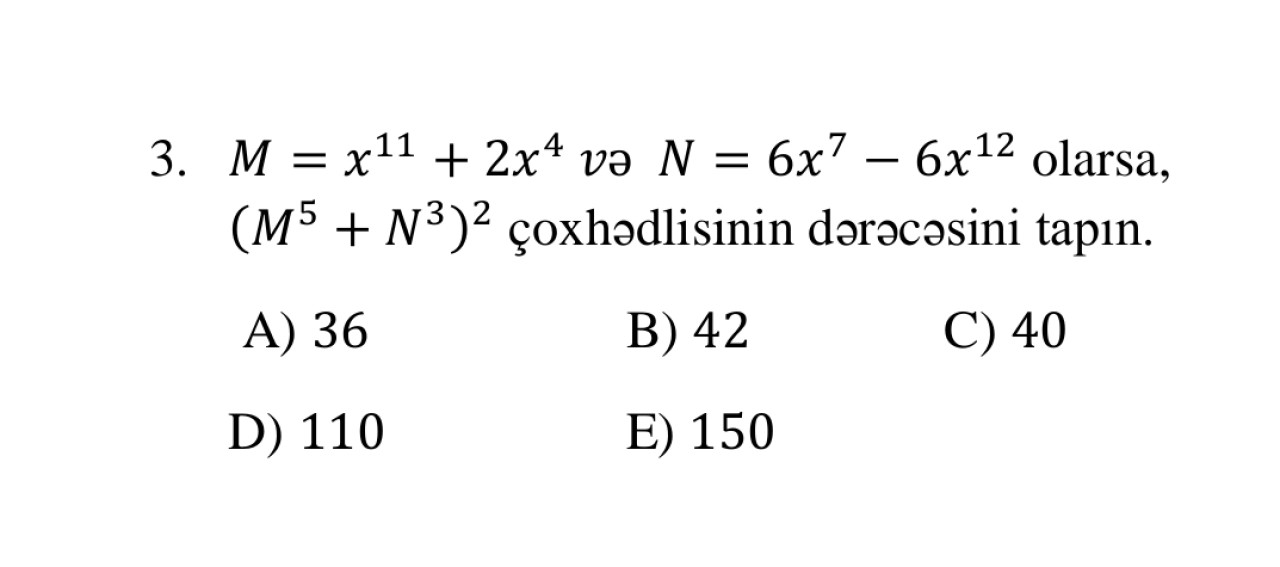 3. M = x¹¹ + 2x⁴ və N = 6x⁷ − 6x¹² olarsa,
(M⁵ + N³)² çoxhədlisinin dərəcəsini tapın.
A) 36 B) 42 C) 40
D) 110 E) 150